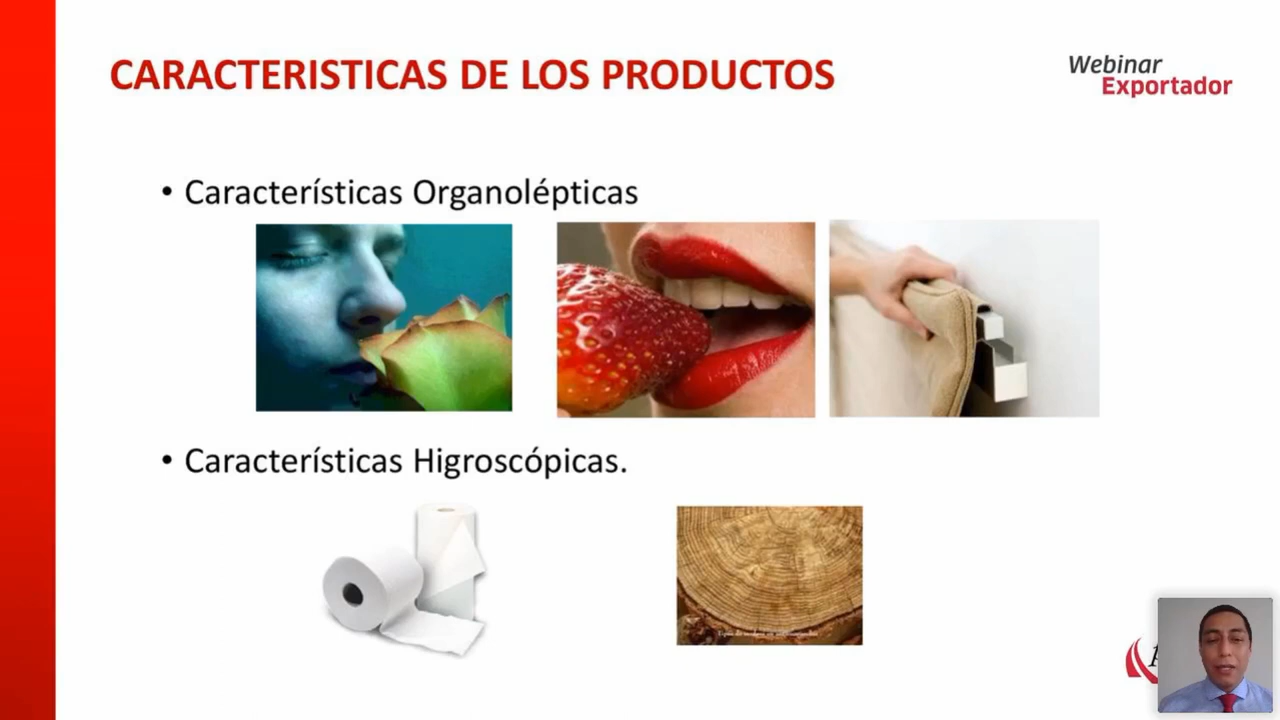 CARACTERISTICAS DE LOS PRODUCTOS
Webinar
Exportador
• Características Organolépticas
• Características Higroscópicas.